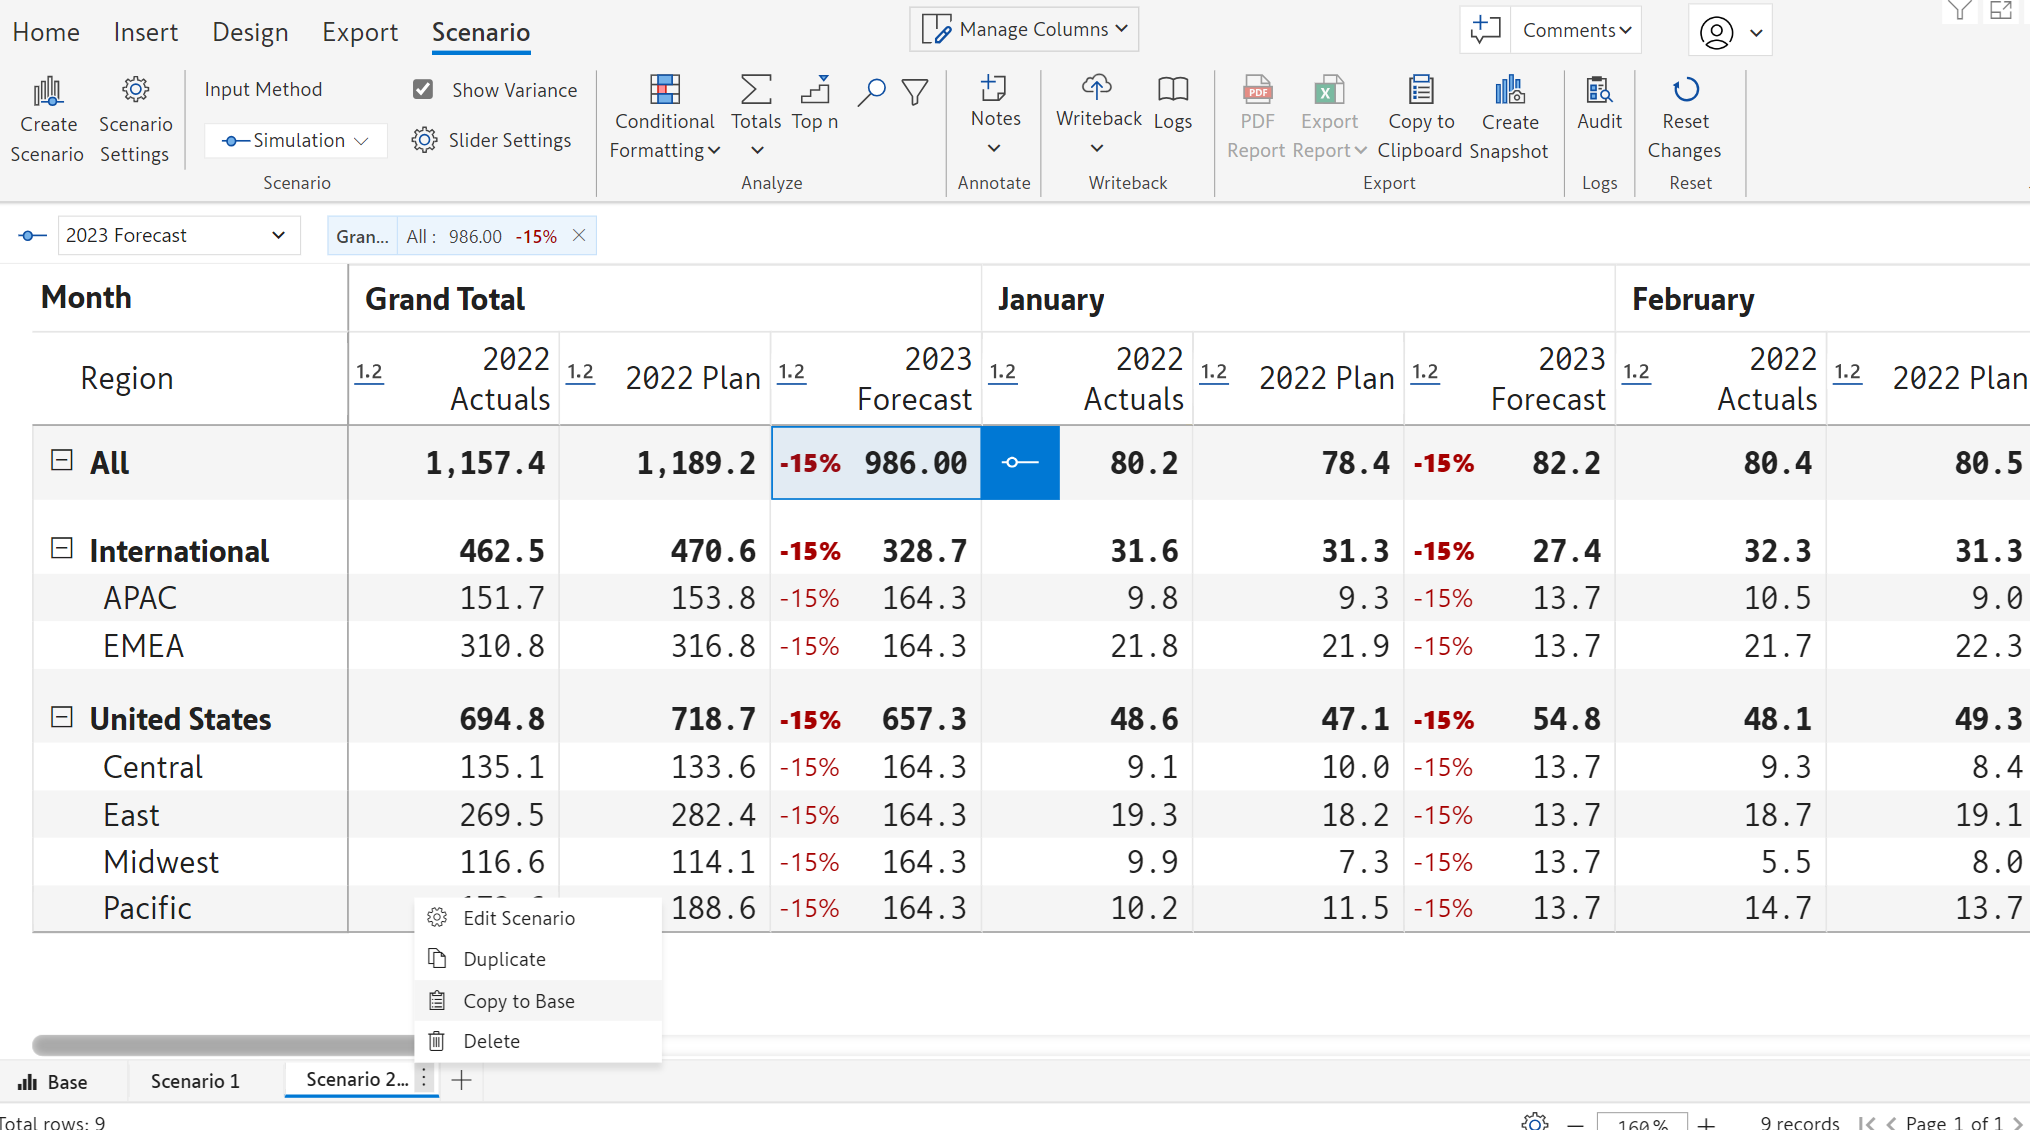 Home Insert Design Export Scenario Manage Columns Comments
Create Scenario Scenario Settings Input Method Simulation Show Variance Slider Settings Scenario
Conditional Formatting Totals Top n Analyze
Notes Annotate
Writeback Logs Writeback
PDF Report Export Report Copy to Clipboard Create Snapshot Export
Audit Logs
Reset Changes Reset
2023 Forecast Gran... All : 986.00 -15%
Month Grand Total January February
Region 1.2 2022 Actuals 1.2 2022 Plan 1.2 2023 Forecast 1.2 2022 Actuals 1.2 2022 Plan 1.2 2023 Forecast 1.2 2022 Actuals 1.2 2022 Plan
All 1,157.4 1,189.2 -15% 986.00 80.2 78.4 -15% 82.2 80.4 80.5
International 462.5 470.6 -15% 328.7 31.6 31.3 -15% 27.4 32.3 31.3
APAC 151.7 153.8 -15% 164.3 9.8 9.3 -15% 13.7 10.5 9.0
EMEA 310.8 316.8 -15% 164.3 21.8 21.9 -15% 13.7 21.7 22.3
United States 694.8 718.7 -15% 657.3 48.6 47.1 -15% 54.8 48.1 49.3
Central 135.1 133.6 -15% 164.3 9.1 10.0 -15% 13.7 9.3 8.4
East 269.5 282.4 -15% 164.3 19.3 18.2 -15% 13.7 18.7 19.1
Midwest 116.6 114.1 -15% 164.3 9.9 7.3 -15% 13.7 5.5 8.0
Pacific 188.6 -15% 164.3 10.2 11.5 -15% 13.7 14.7 13.7
Edit Scenario
Duplicate
Copy to Base
Delete
Base Scenario 1 Scenario 2...
Total rows: 9 160 % 9 records Page 1 of 1